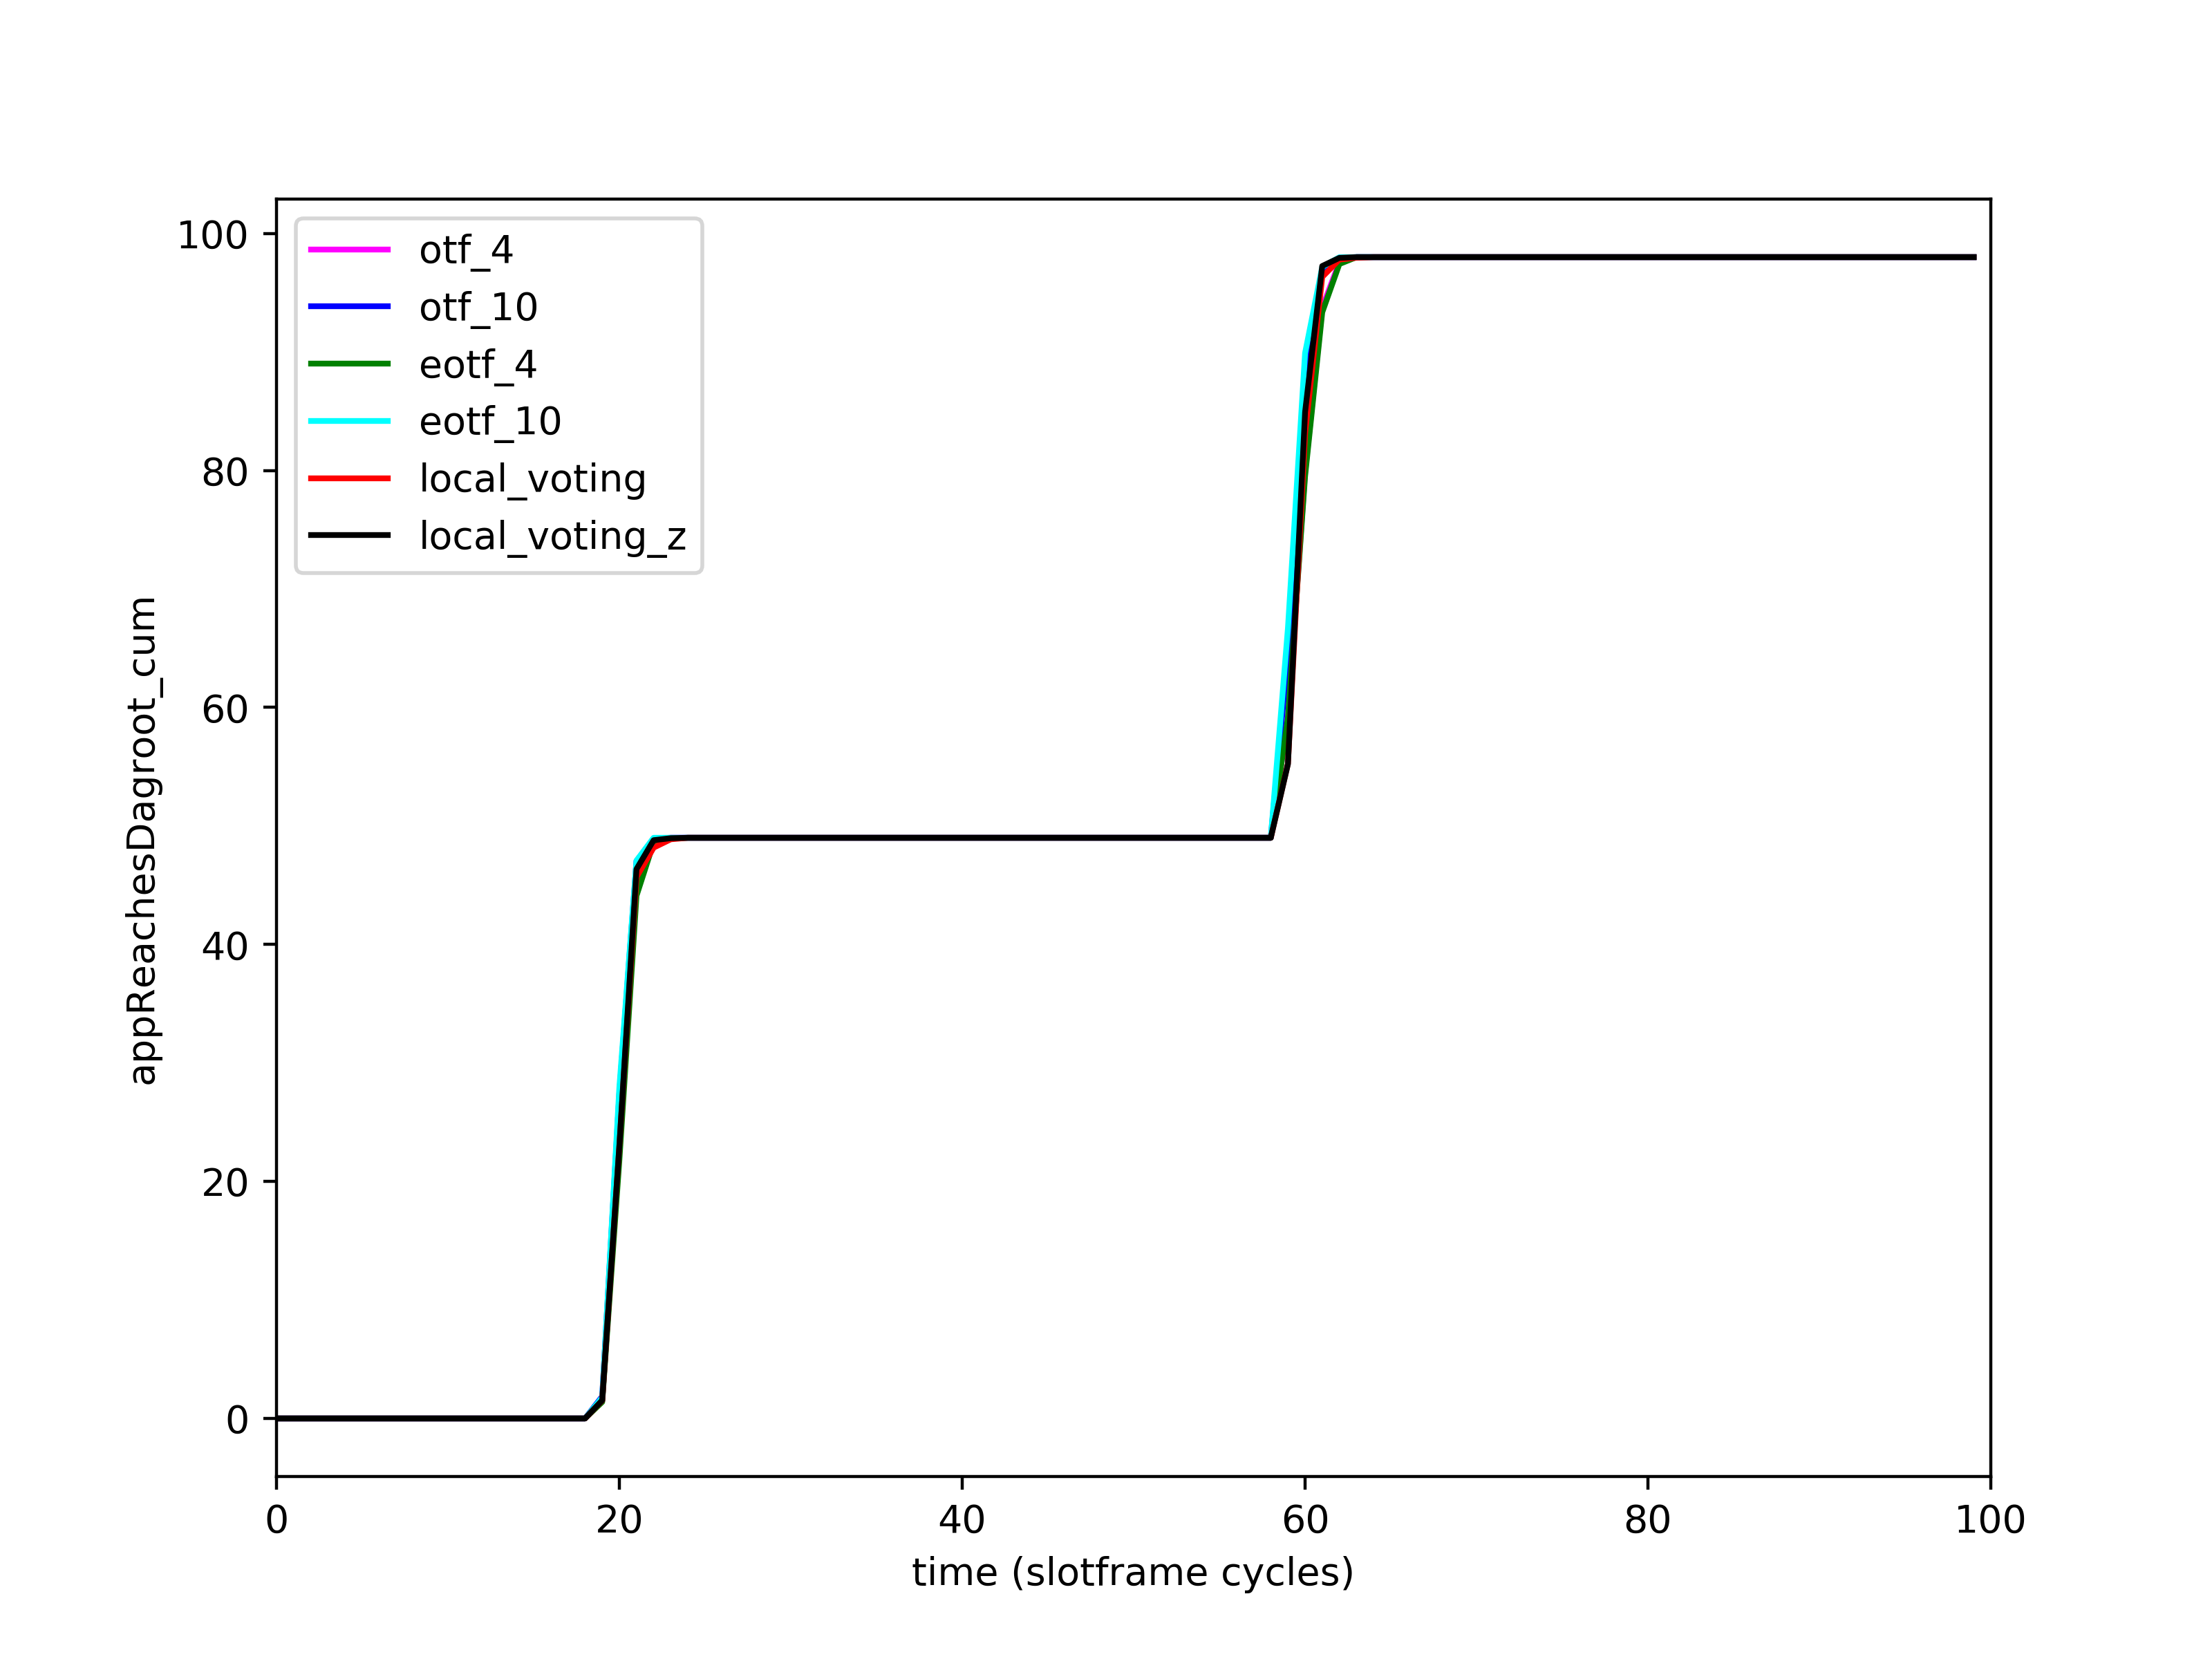 appReachesDagroot_cum
100
80
60
40
20
0
otf_4
otf_10
eotf_4
eotf_10
local_voting
local_voting_z
0 20 40 60 80 100
time (slotframe cycles)